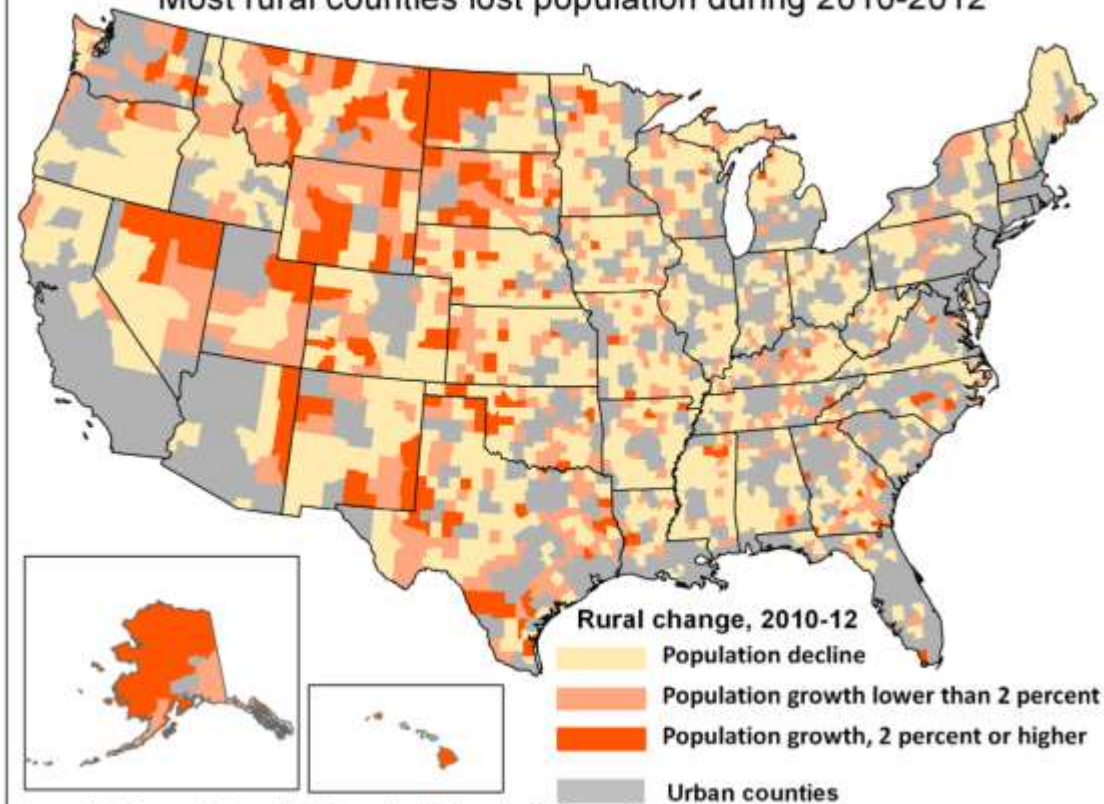 Most rural counties lost population during 2010-2012
Rural change, 2010-12
Population decline
Population growth lower than 2 percent
Population growth, 2 percent or higher
Urban counties